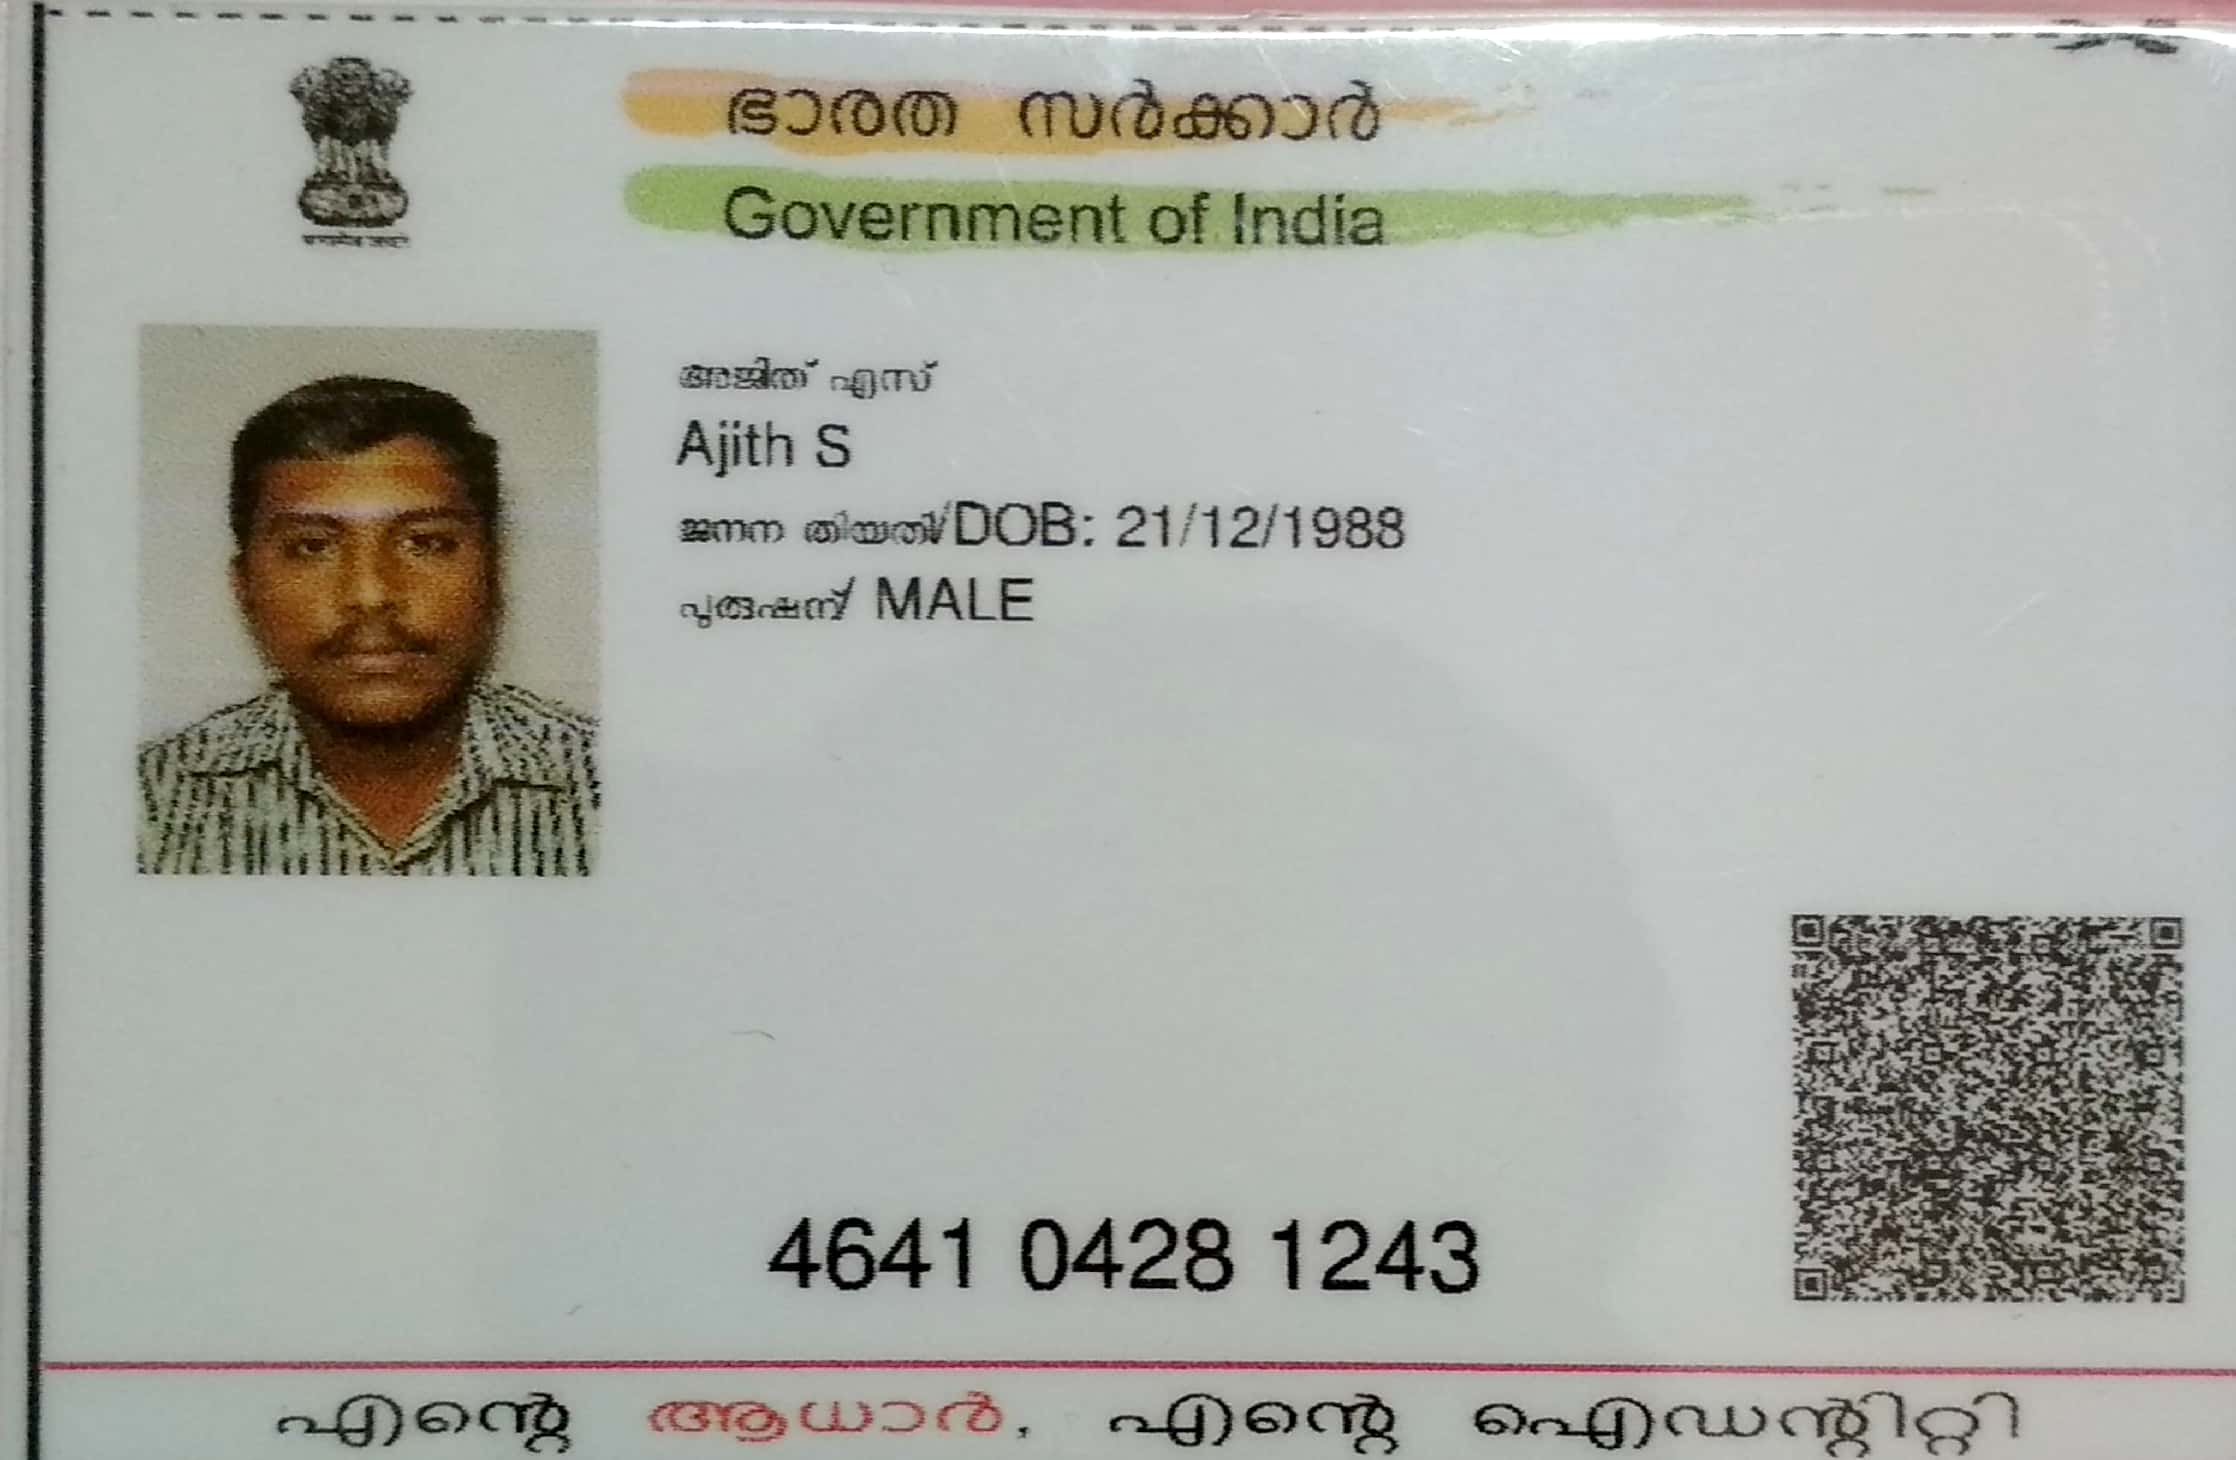 ഭാരത സർക്കാർ
Government of India
അജിത് എസ്
Ajith S
ജനന തിയതി/DOB: 21/12/1988
പുരുഷന്‍/ MALE
4641 0428 1243
എന്റെ ആധാർ, എന്റെ ഐഡന്റിറ്റി